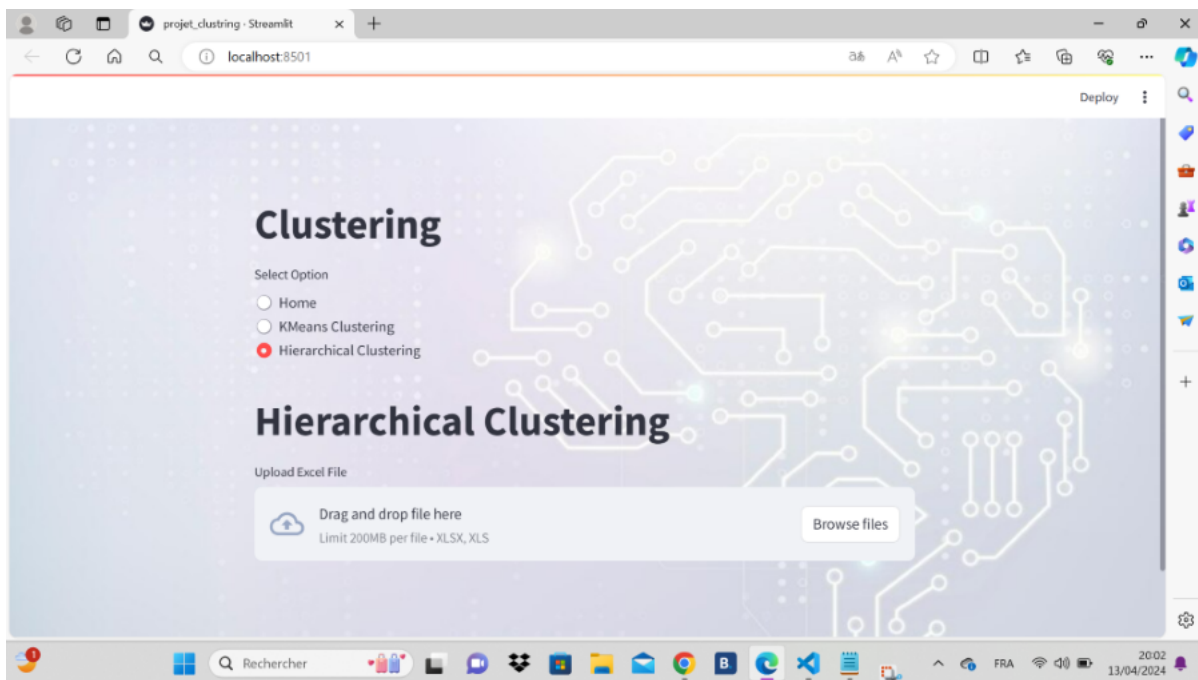 projet_clustring · Streamlit
localhost:8501
Deploy
Clustering
Select Option
Home
KMeans Clustering
Hierarchical Clustering
Hierarchical Clustering
Upload Excel File
Drag and drop file here
Limit 200MB per file • XLSX, XLS
Browse files
1
Rechercher
B.
FRA
20:02
13/04/2024